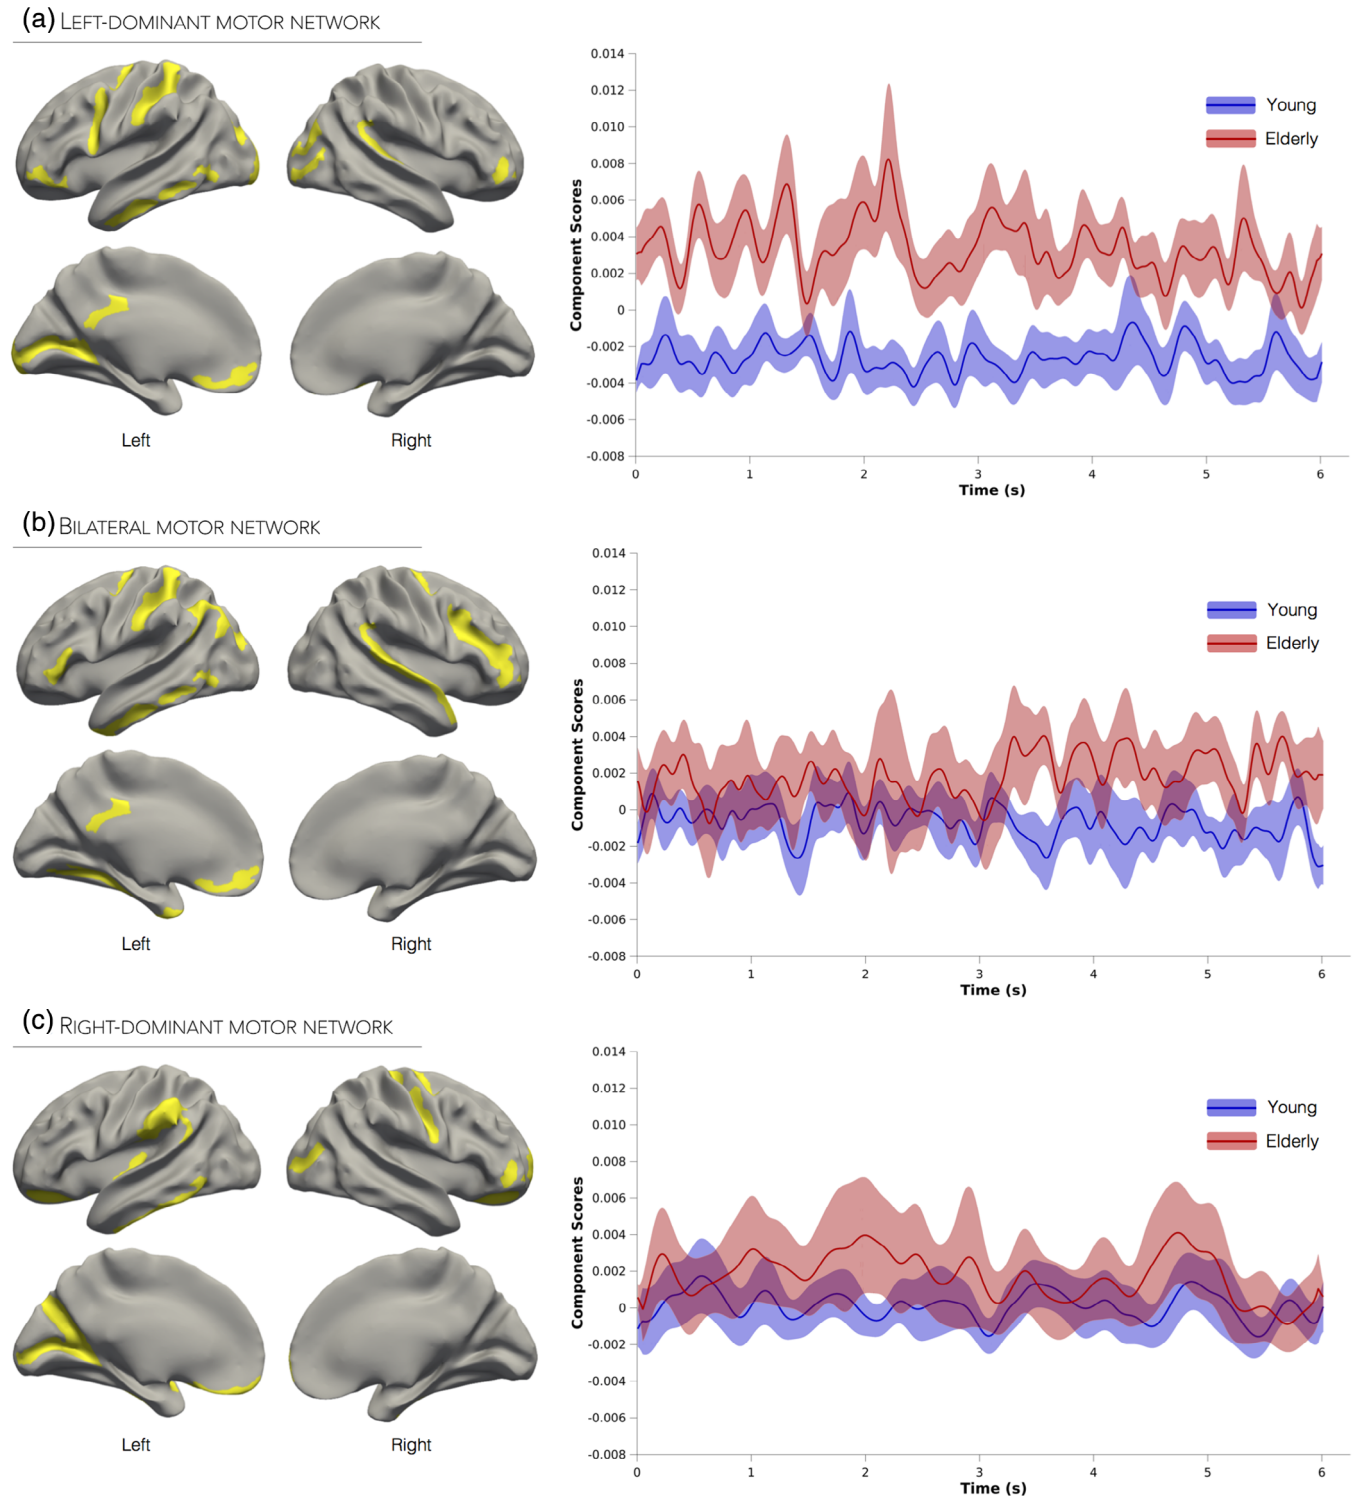 (a) LEFT-DOMINANT MOTOR NETWORK
Left
Right
0.014
0.012
0.010
0.008
0.006
0.004
0.002
0
-0.002
-0.004
-0.006
-0.008
Component Scores
Young
Elderly
0 1 2 3 4 5 6
Time (s)
(b) BILATERAL MOTOR NETWORK
Left
Right
0.014
0.012
0.010
0.008
0.006
0.004
0.002
0
-0.002
-0.004
-0.006
-0.008
Component Scores
Young
Elderly
0 1 2 3 4 5 6
Time (s)
(c) RIGHT-DOMINANT MOTOR NETWORK
Left
Right
0.014
0.012
0.010
0.008
0.006
0.004
0.002
0
-0.002
-0.004
-0.006
-0.008
Component Scores
Young
Elderly
0 1 2 3 4 5 6
Time (s)